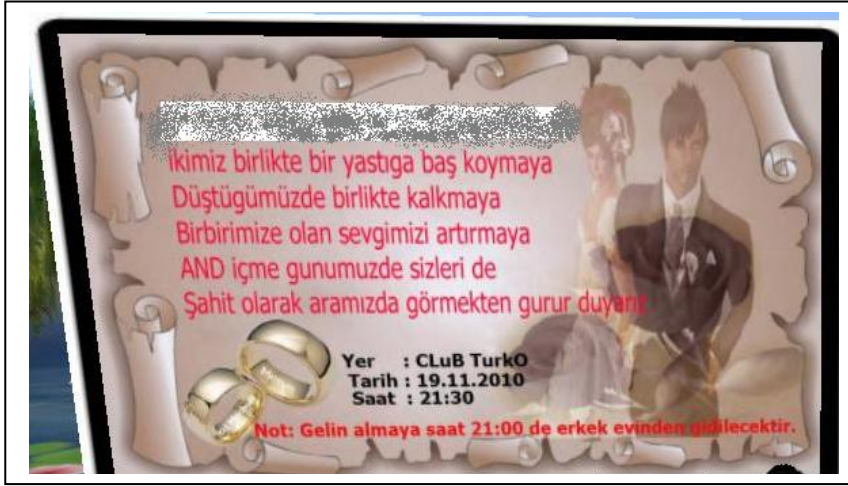 ikimiz birlikte bir yastıga baş koymaya
Düştügümüzde birlikte kalkmaya
Birbirimize olan sevgimizi artırmaya
AND içme gunumuzde sizleri de
Şahit olarak aramızda görmekten gurur duyarız
Yer : CLuB TurkO
Tarih : 19.11.2010
Saat : 21:30
Not: Gelin almaya saat 21:00 de erkek evinden gidilecektir.